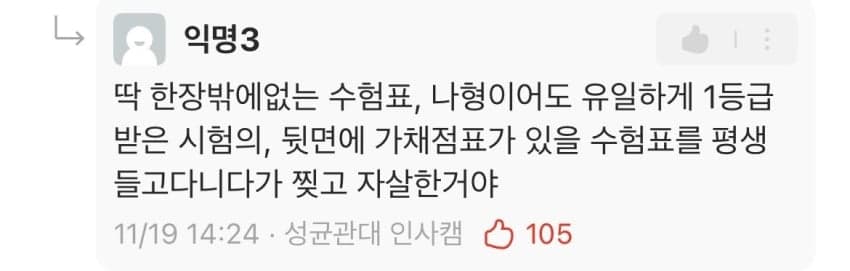 익명3
딱 한장밖에없는 수험표, 나형이어도 유일하게 1등급
받은 시험의, 뒷면에 가채점표가 있을 수험표를 평생
들고다니다가 찢고 자살한거야
11/19 14:24 · 성균관대 인사캠 105